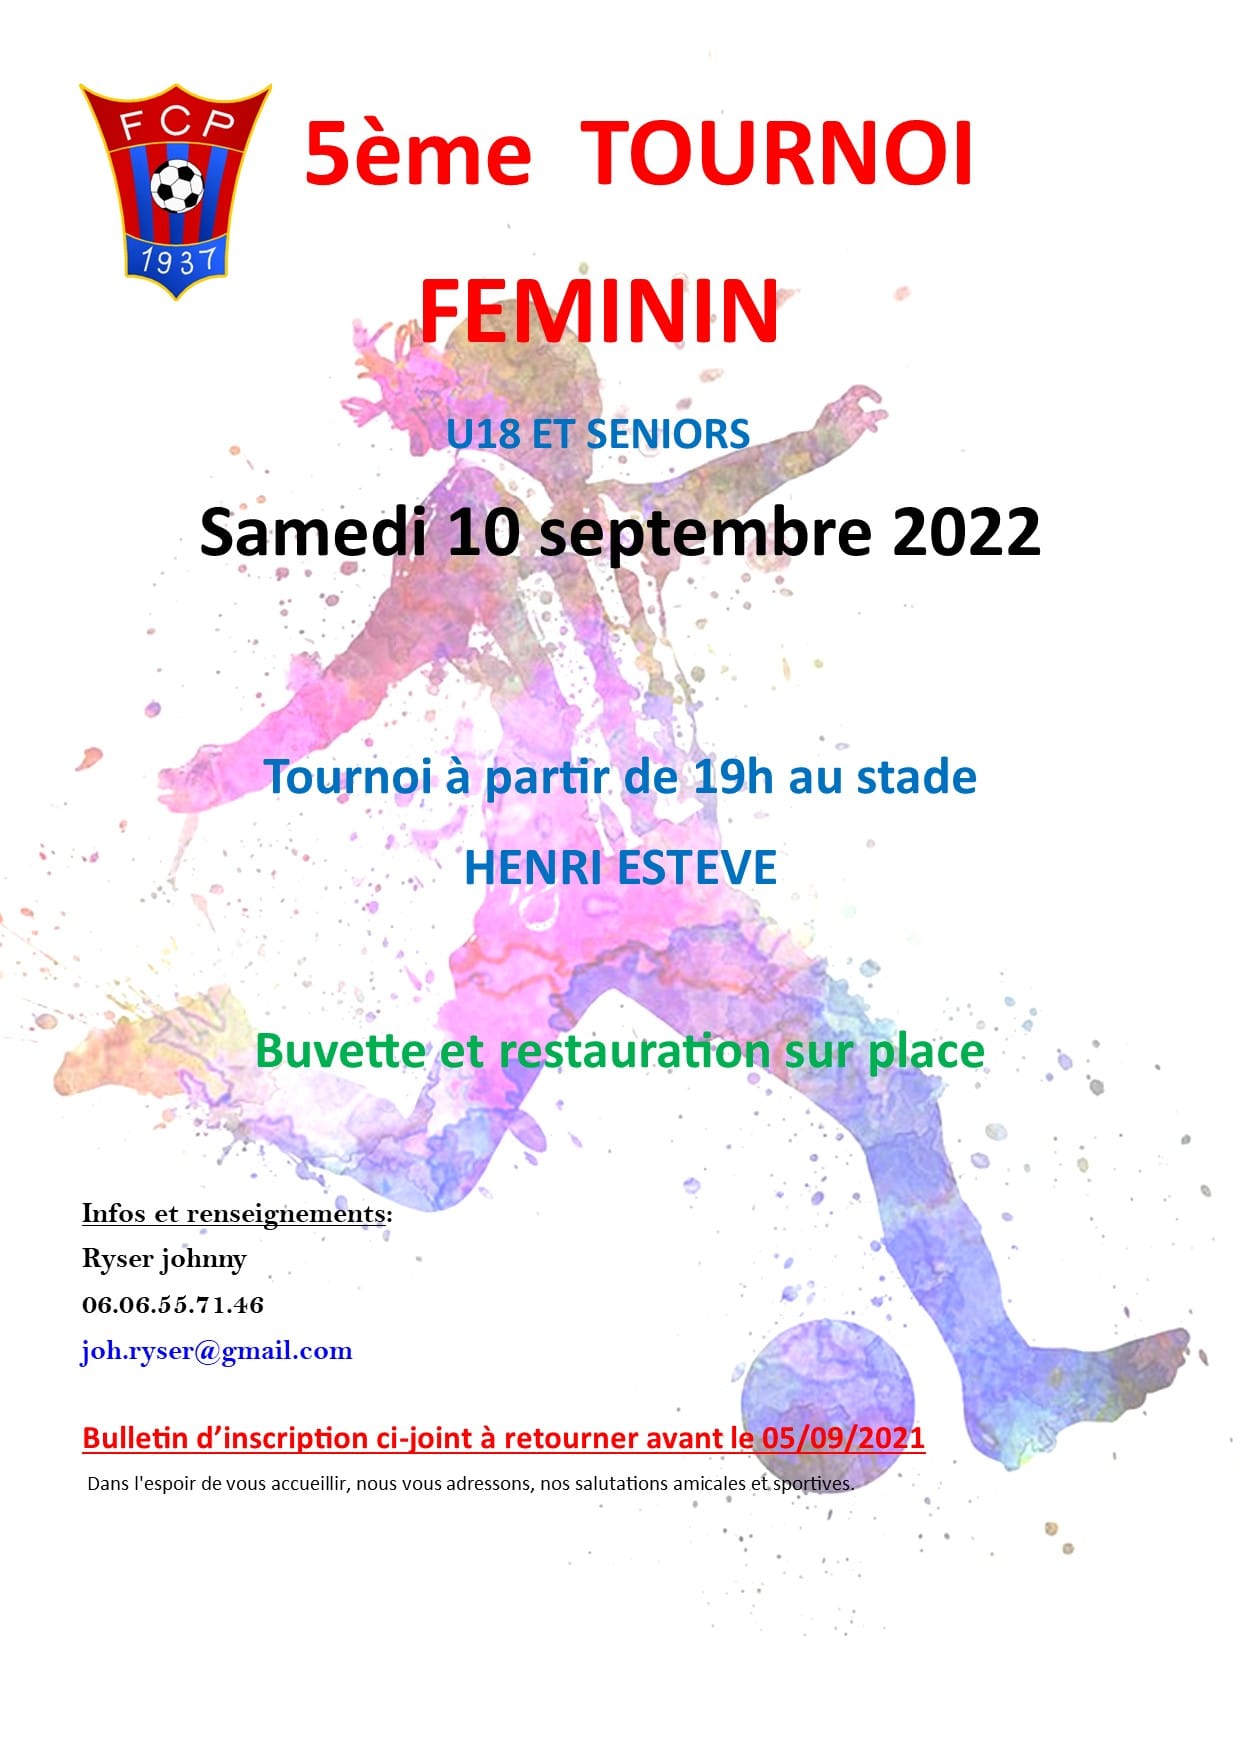 FCP
1937
5ème TOURNOI
FEMININ
U18 ET SENIORS
Samedi 10 septembre 2022
Tournoi à partir de 19h au stade
HENRI ESTEVE
Buvette et restauration sur place
Infos et renseignements:
Ryser johnny
06.06.55.71.46
joh.ryser@gmail.com
Bulletin d’inscription ci-joint à retourner avant le 05/09/2021
Dans l'espoir de vous accueillir, nous vous adressons, nos salutations amicales et sportives.